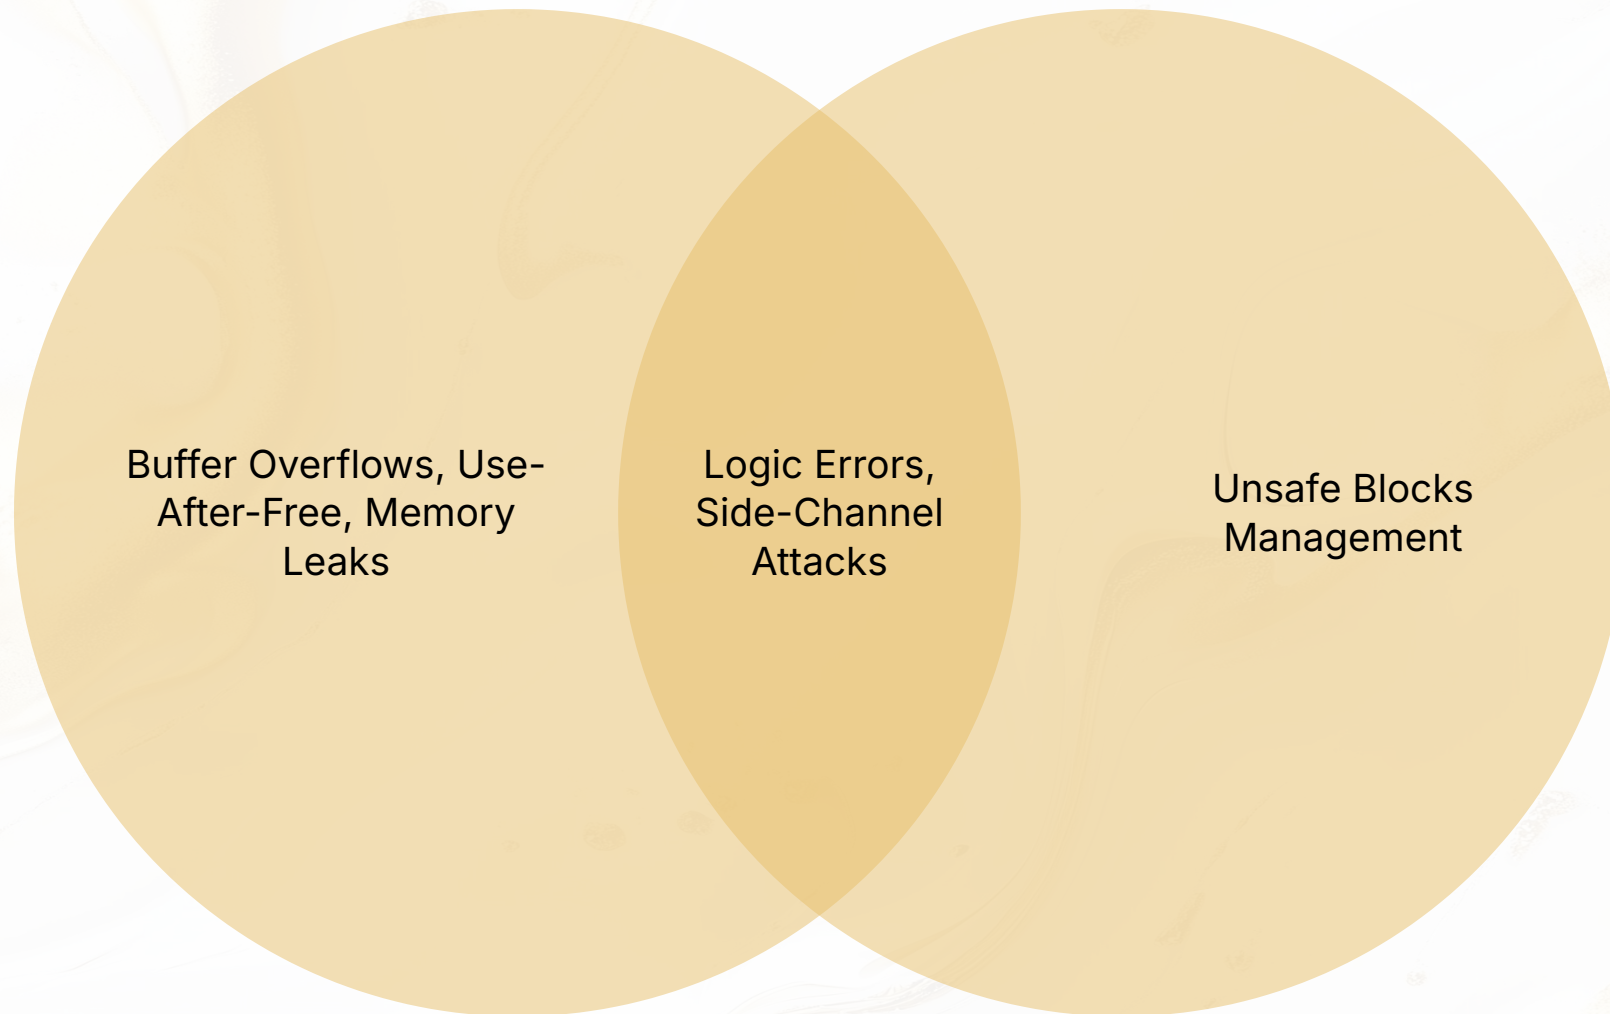 Buffer Overflows, Use-
After-Free, Memory
Leaks
Logic Errors,
Side-Channel
Attacks
Unsafe Blocks
Management